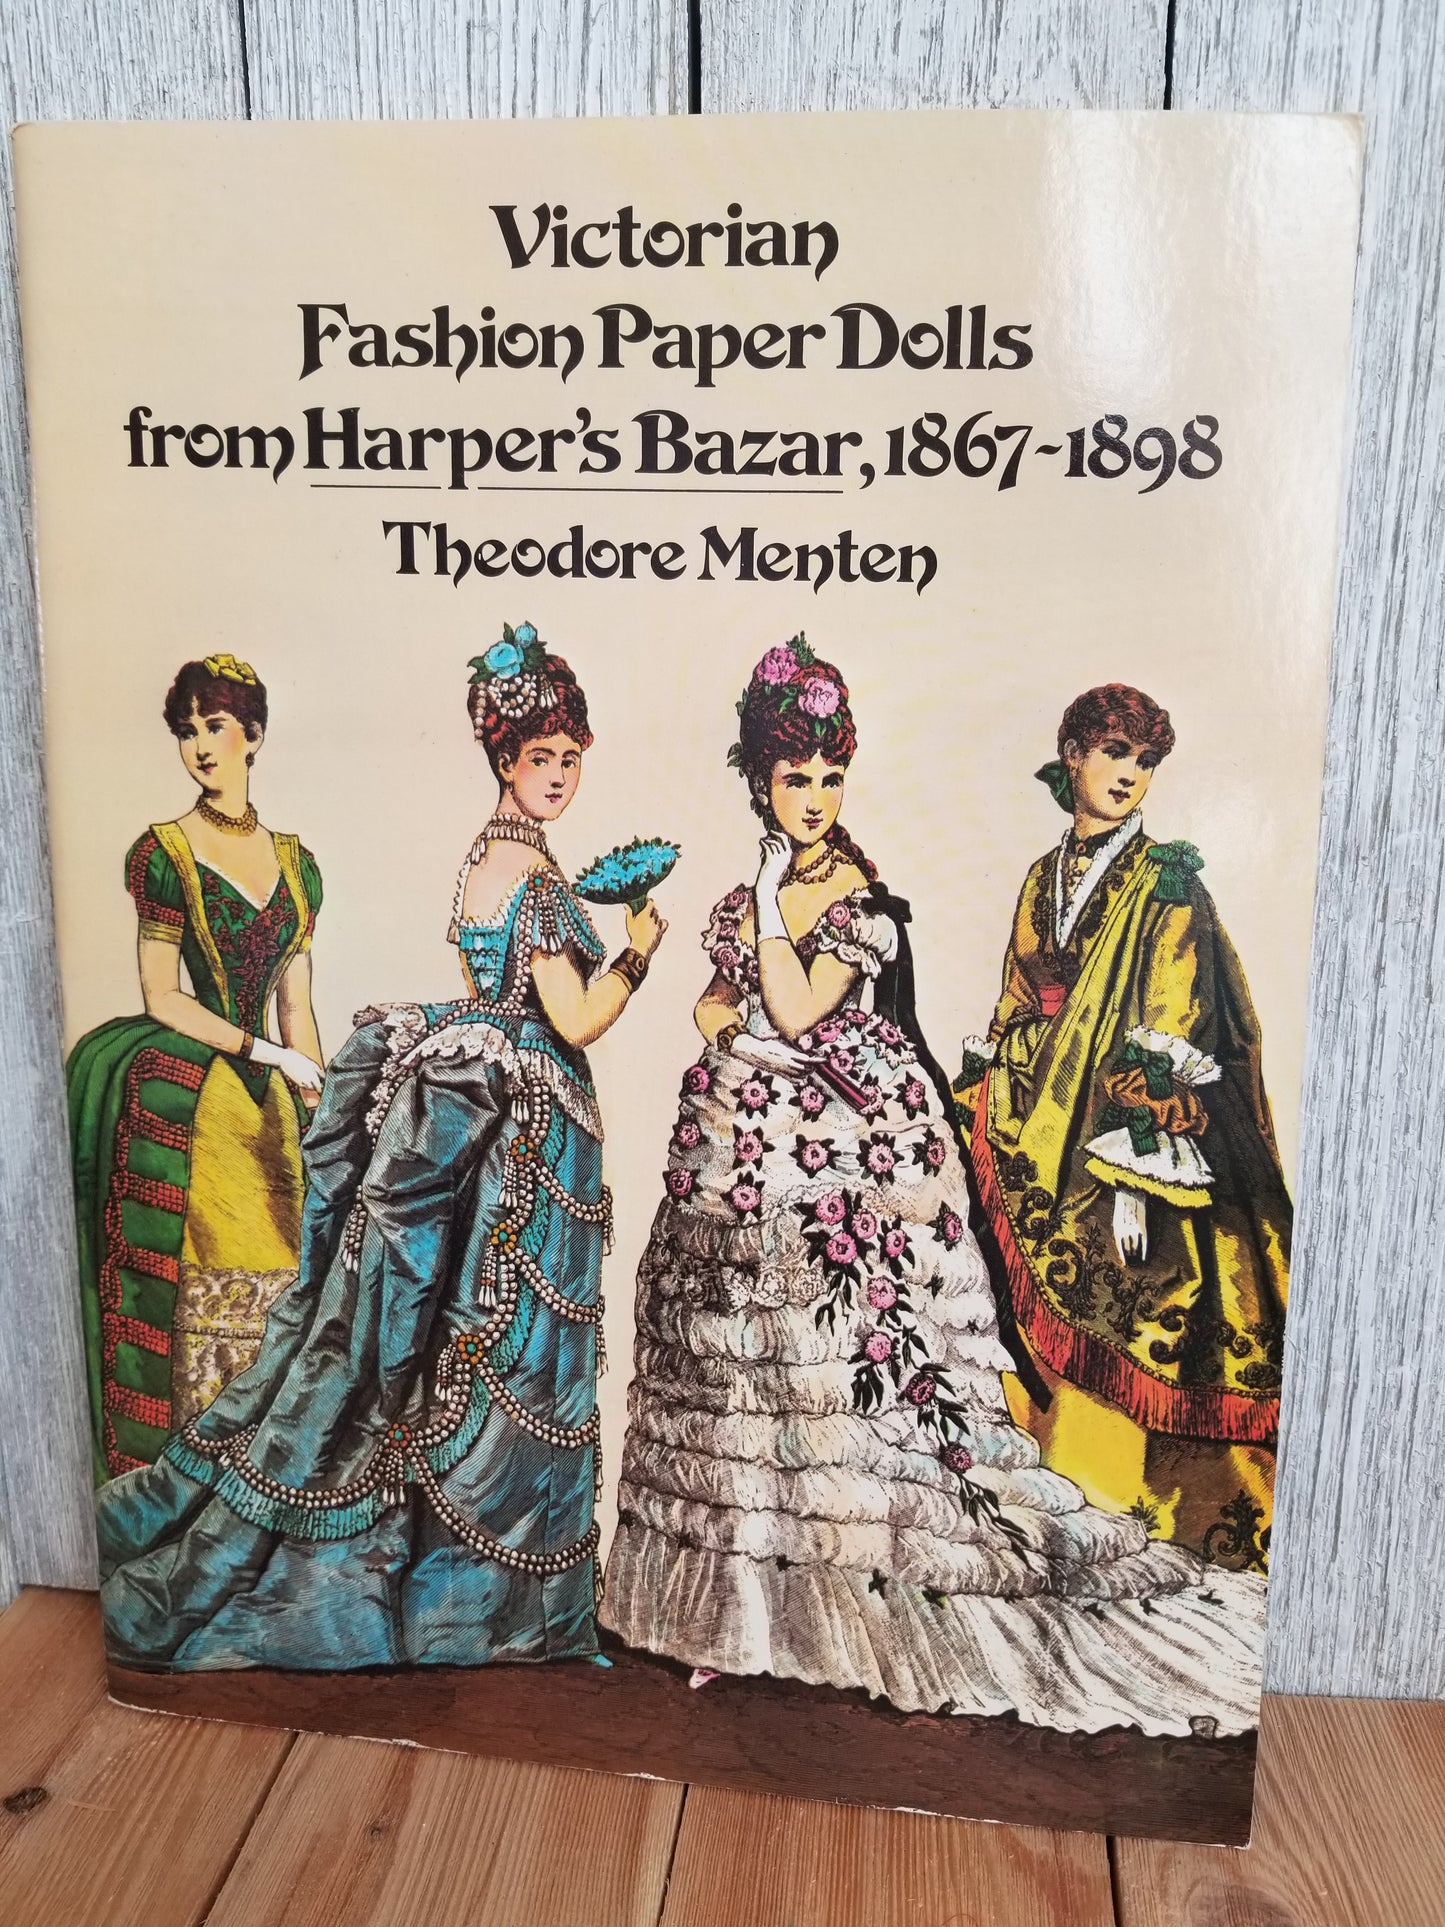 Victorian
Fashion Paper Dolls
from Harper's Bazar, 1867-1898
Theodore Menten